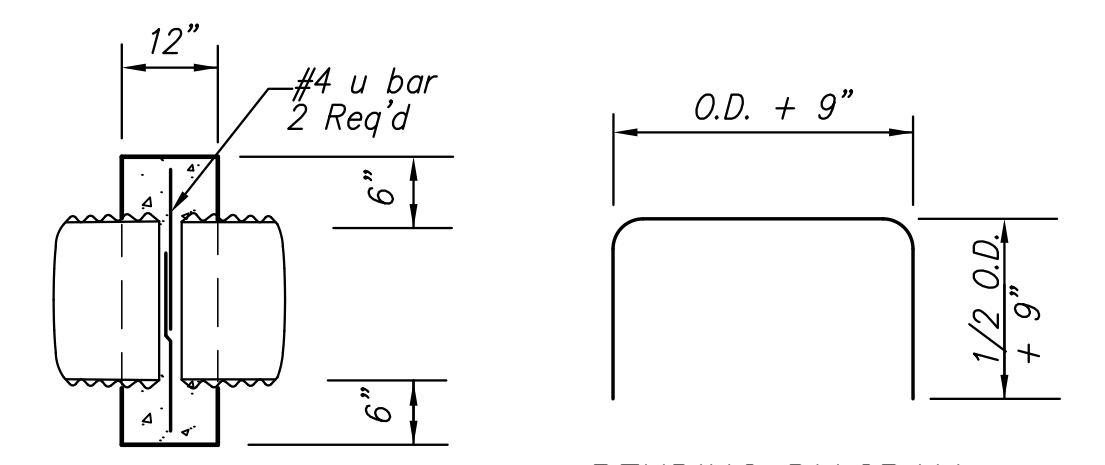 12”
#4 u bar
2 Req’d
6”
6”
O.D. + 9”
1/2 O.D.
+ 9”